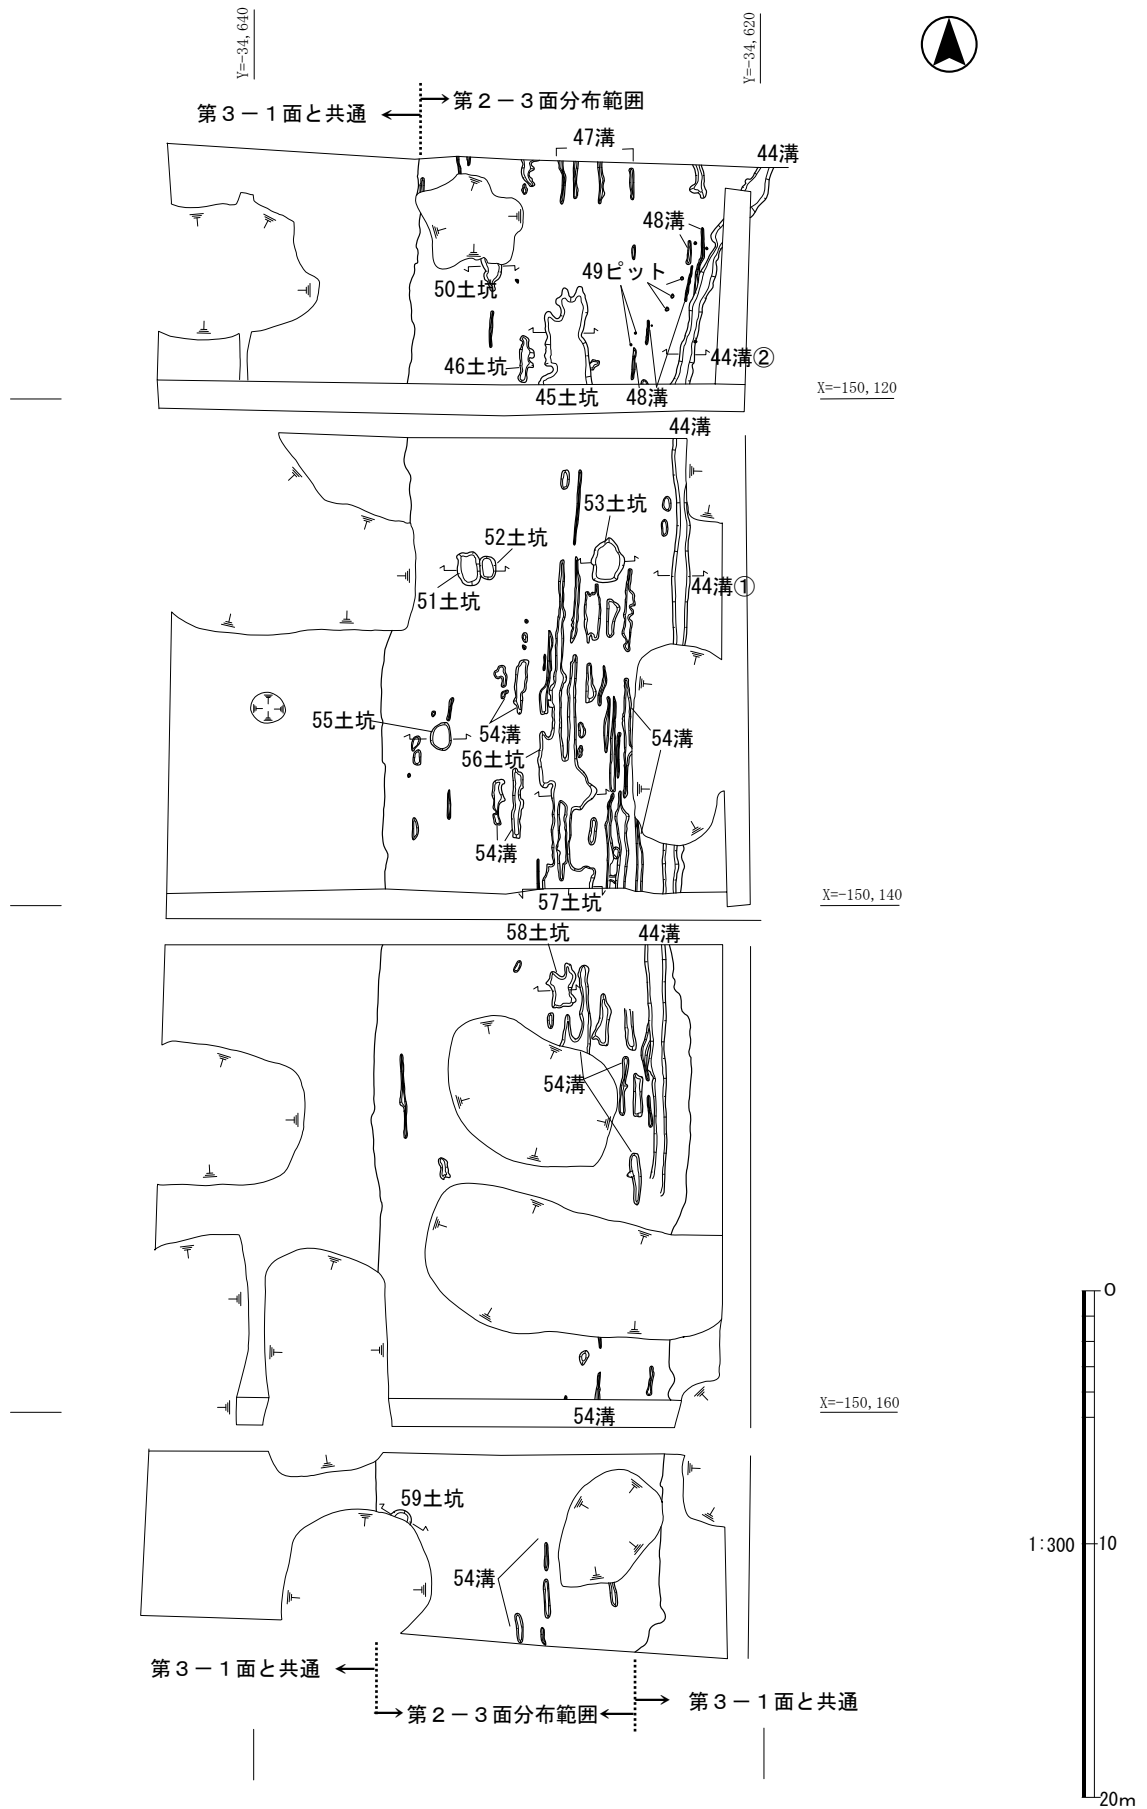 Y=-34,640
Y=-34,620
第３－１面と共通
第２－３面分布範囲
47溝
44溝
48溝
49ピット
50土坑
44溝②
46土坑
45土坑
48溝
X=-150,120
44溝
53土坑
52土坑
44溝①
51土坑
55土坑
54溝
54溝
56土坑
54溝
X=-150,140
57土坑
58土坑
44溝
54溝
X=-150,160
54溝
59土坑
54溝
0
1:300
10
20m
第３－１面と共通
第２－３面分布範囲
第３－１面と共通